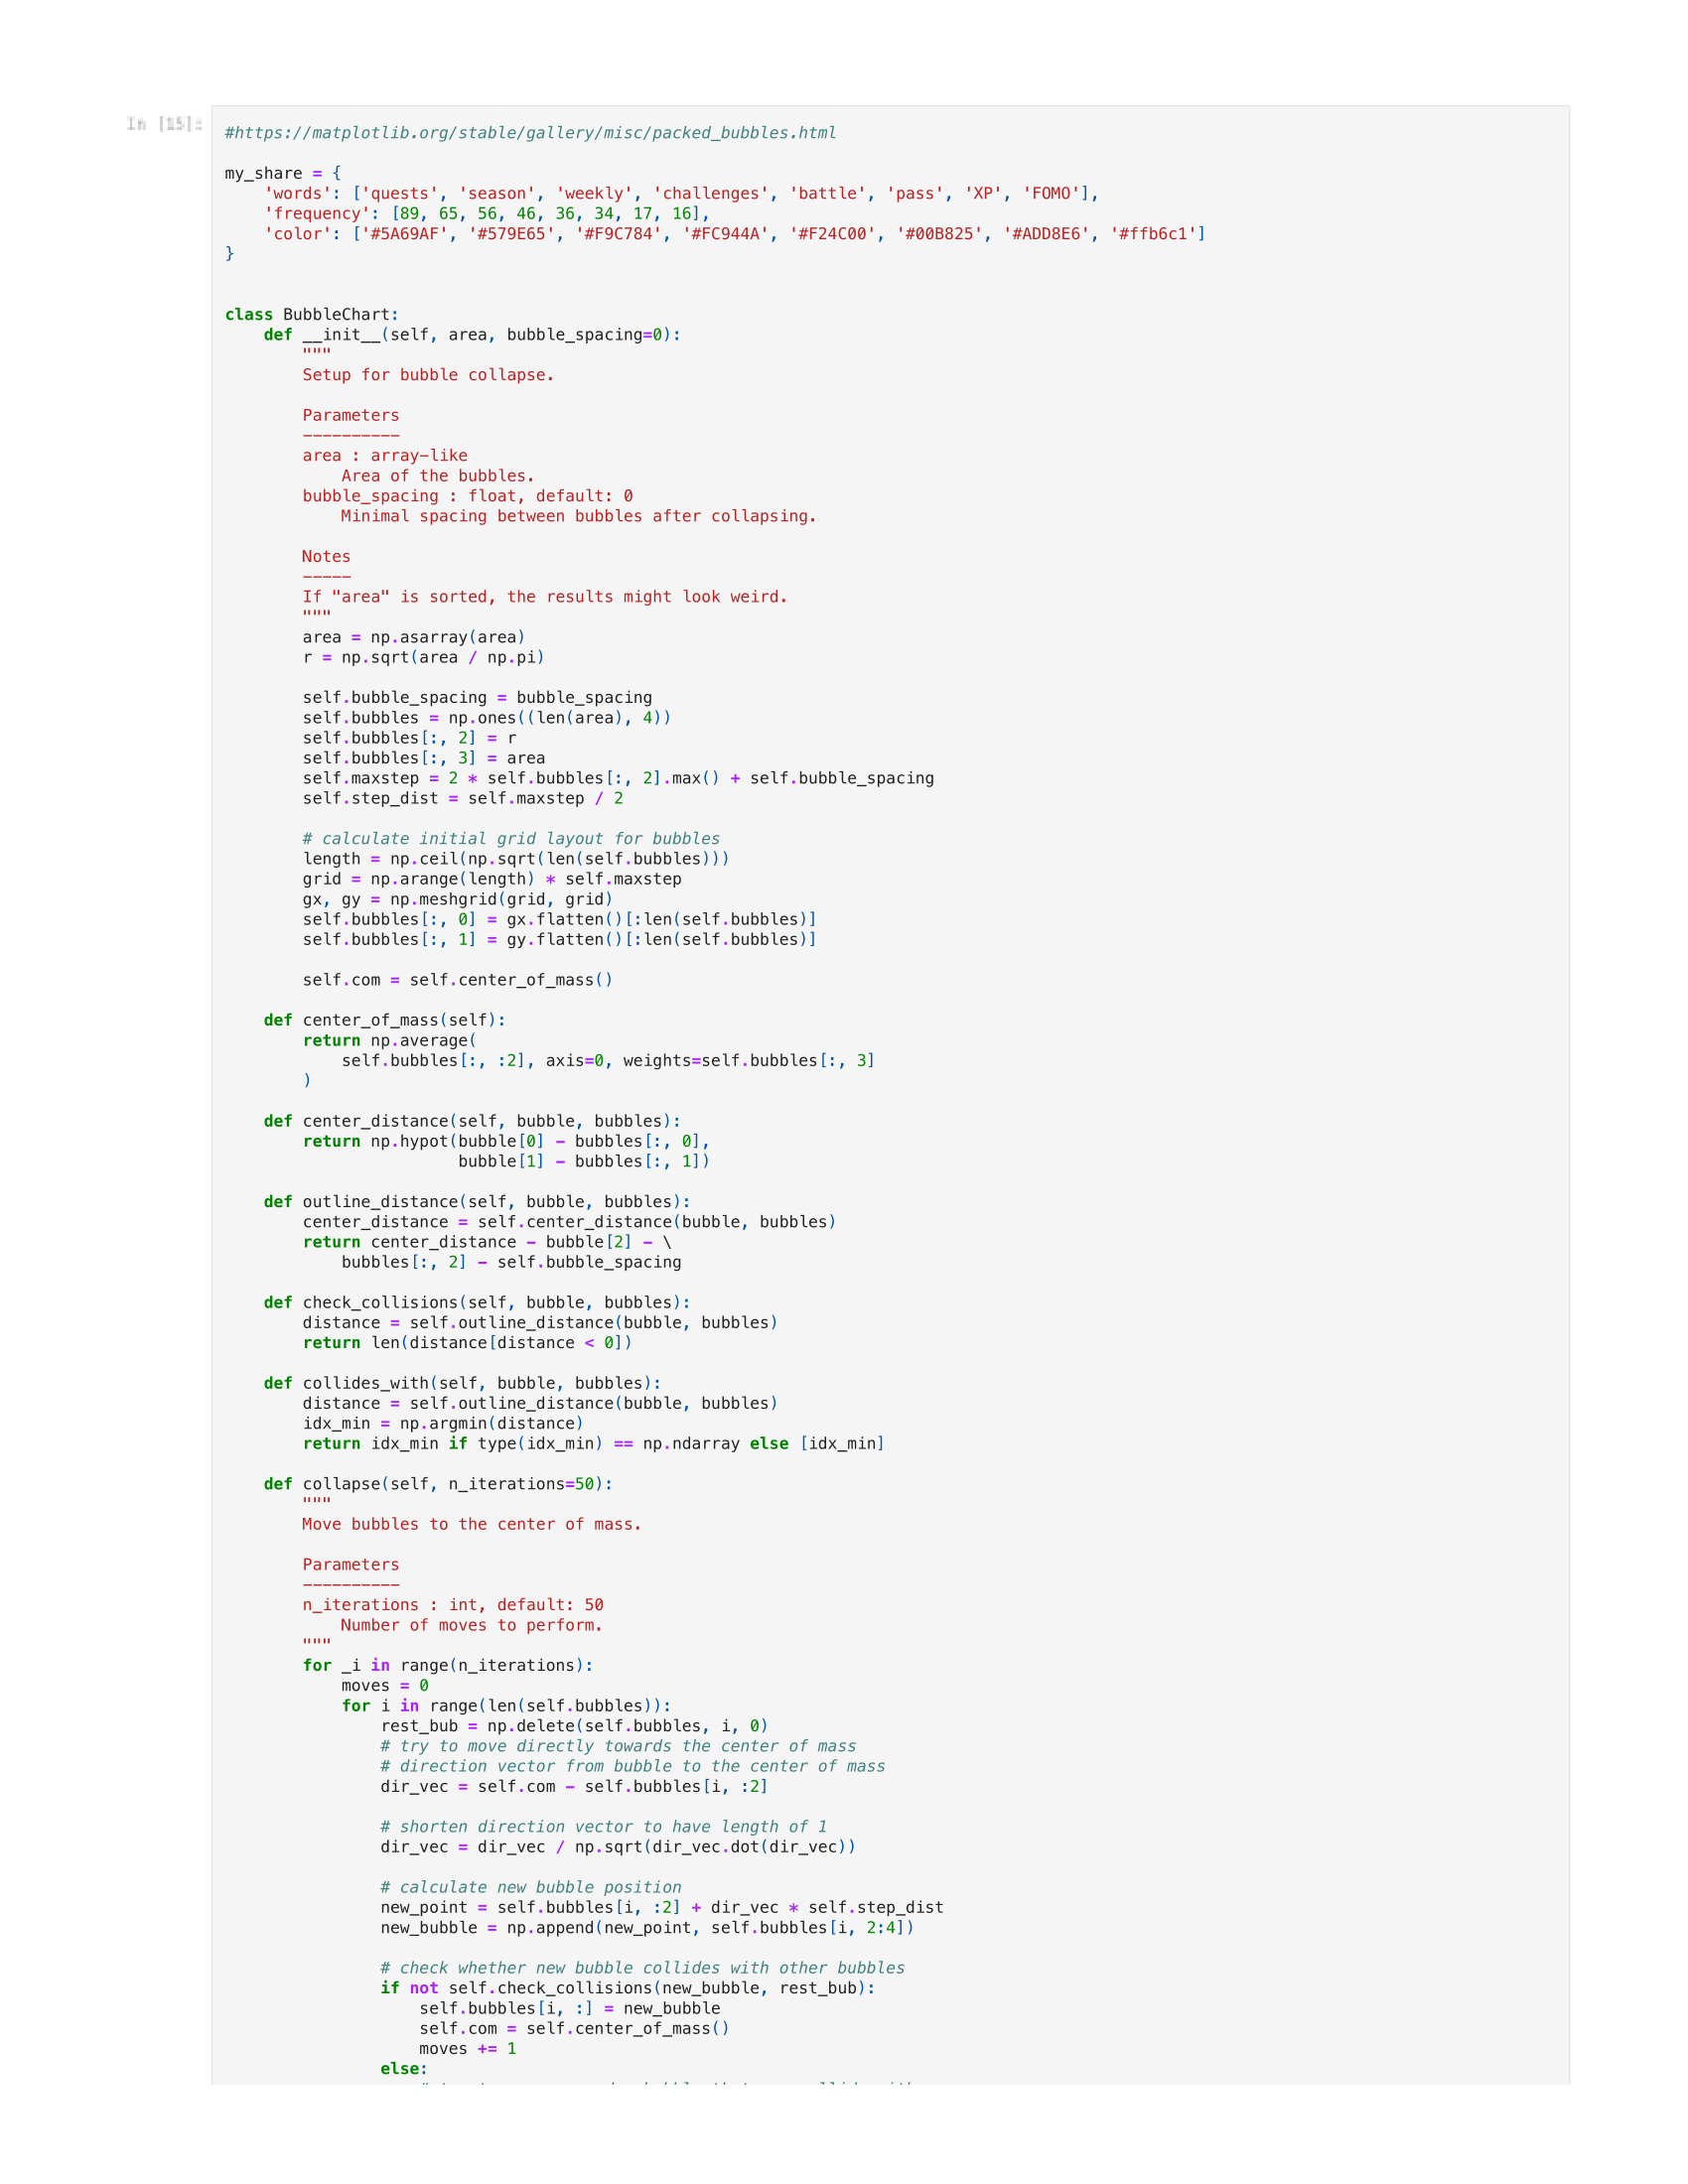 In [15]:
#https://matplotlib.org/stable/gallery/misc/packed_bubbles.html
my_share = {
    'words': ['quests', 'season', 'weekly', 'challenges', 'battle', 'pass', 'XP', 'FOMO'],
    'frequency': [89, 65, 56, 46, 36, 34, 17, 16],
    'color': ['#5A69AF', '#579E65', '#F9C784', '#FC944A', '#F24C00', '#00B825', '#ADD8E6', '#ffb6c1']
}
class BubbleChart:
    def __init__(self, area, bubble_spacing=0):
        """
        Setup for bubble collapse.
        Parameters
        ----------
        area : array-like
            Area of the bubbles.
        bubble_spacing : float, default: 0
            Minimal spacing between bubbles after collapsing.
        Notes
        -----
        If "area" is sorted, the results might look weird.
        """
        area = np.asarray(area)
        r = np.sqrt(area / np.pi)
        self.bubble_spacing = bubble_spacing
        self.bubbles = np.ones((len(area), 4))
        self.bubbles[:, 2] = r
        self.bubbles[:, 3] = area
        self.maxstep = 2 * self.bubbles[:, 2].max() + self.bubble_spacing
        self.step_dist = self.maxstep / 2
        # calculate initial grid layout for bubbles
        length = np.ceil(np.sqrt(len(self.bubbles)))
        grid = np.arange(length) * self.maxstep
        gx, gy = np.meshgrid(grid, grid)
        self.bubbles[:, 0] = gx.flatten()[:len(self.bubbles)]
        self.bubbles[:, 1] = gy.flatten()[:len(self.bubbles)]
        self.com = self.center_of_mass()
    def center_of_mass(self):
        return np.average(
            self.bubbles[:, :2], axis=0, weights=self.bubbles[:, 3]
        )
    def center_distance(self, bubble, bubbles):
        return np.hypot(bubble[0] - bubbles[:, 0],
                        bubble[1] - bubbles[:, 1])
    def outline_distance(self, bubble, bubbles):
        center_distance = self.center_distance(bubble, bubbles)
        return center_distance - bubble[2] - \
            bubbles[:, 2] - self.bubble_spacing
    def check_collisions(self, bubble, bubbles):
        distance = self.outline_distance(bubble, bubbles)
        return len(distance[distance < 0])
    def collides_with(self, bubble, bubbles):
        distance = self.outline_distance(bubble, bubbles)
        idx_min = np.argmin(distance)
        return idx_min if type(idx_min) == np.ndarray else [idx_min]
    def collapse(self, n_iterations=50):
        """
        Move bubbles to the center of mass.
        Parameters
        ----------
        n_iterations : int, default: 50
            Number of moves to perform.
        """
        for _i in range(n_iterations):
            moves = 0
            for i in range(len(self.bubbles)):
                rest_bub = np.delete(self.bubbles, i, 0)
                # try to move directly towards the center of mass
                # direction vector from bubble to the center of mass
                dir_vec = self.com - self.bubbles[i, :2]
                # shorten direction vector to have length of 1
                dir_vec = dir_vec / np.sqrt(dir_vec.dot(dir_vec))
                # calculate new bubble position
                new_point = self.bubbles[i, :2] + dir_vec * self.step_dist
                new_bubble = np.append(new_point, self.bubbles[i, 2:4])
                # check whether new bubble collides with other bubbles
                if not self.check_collisions(new_bubble, rest_bub):
                    self.bubbles[i, :] = new_bubble
                    self.com = self.center_of_mass()
                    moves += 1
                else: